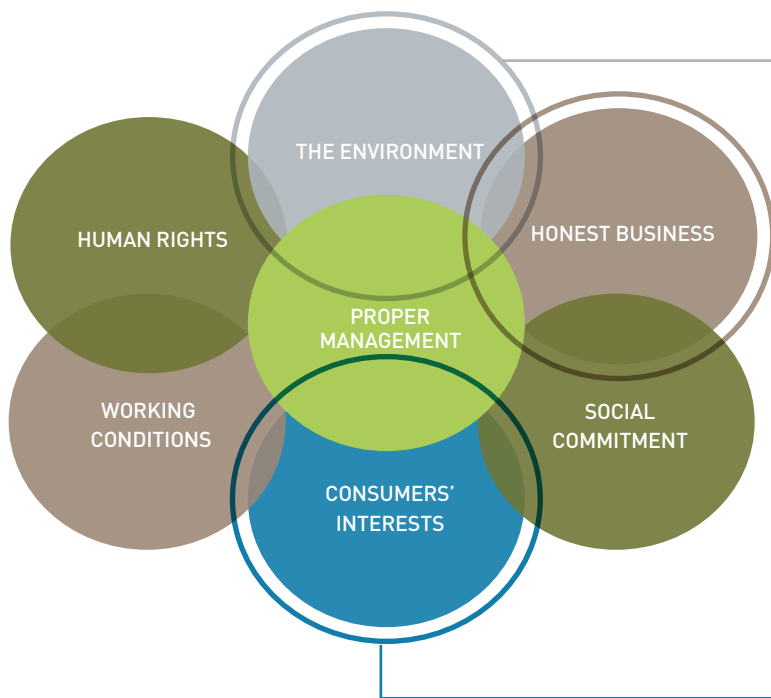 THE ENVIRONMENT
HUMAN RIGHTS
HONEST BUSINESS
PROPER
MANAGEMENT
WORKING
CONDITIONS
SOCIAL
COMMITMENT
CONSUMERS’
INTERESTS